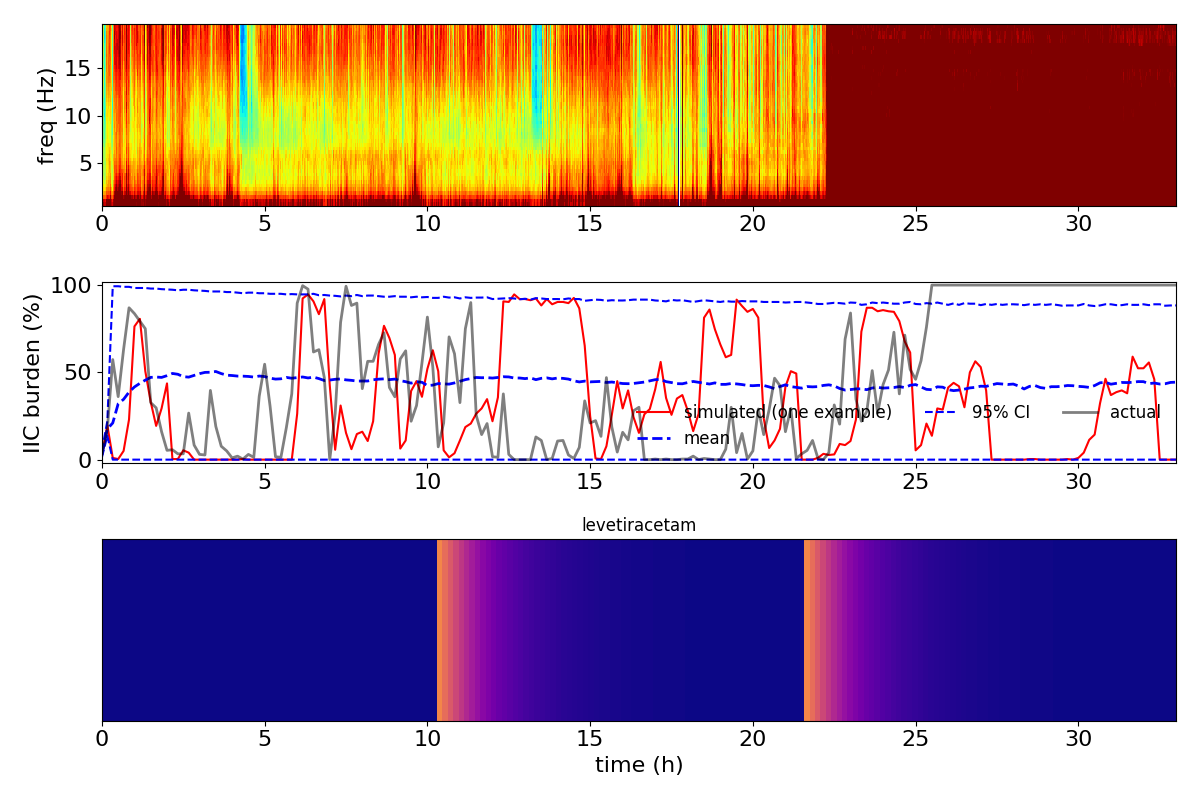 freq (Hz)
15
10
5
0 5 10 15 20 25 30
IIC burden (%)
100
50
0
simulated (one example) 95% CI actual
mean
0 5 10 15 20 25 30
levetiracetam
0 5 10 15 20 25 30
time (h)